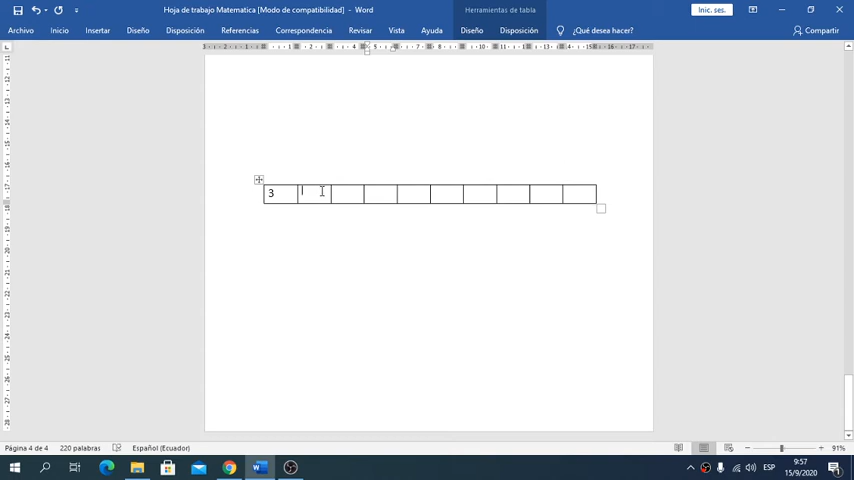 Hoja de trabajo Matematica [Modo de compatibilidad] - Word
Herramientas de tabla
Inic. ses.
Archivo Inicio Insertar Diseño Disposición Referencias Correspondencia Revisar Vista Ayuda Diseño Disposición ¿Qué desea hacer? Compartir
3
Página 4 de 4 220 palabras Español (Ecuador) 91%
ESP
9:57
15/9/2020